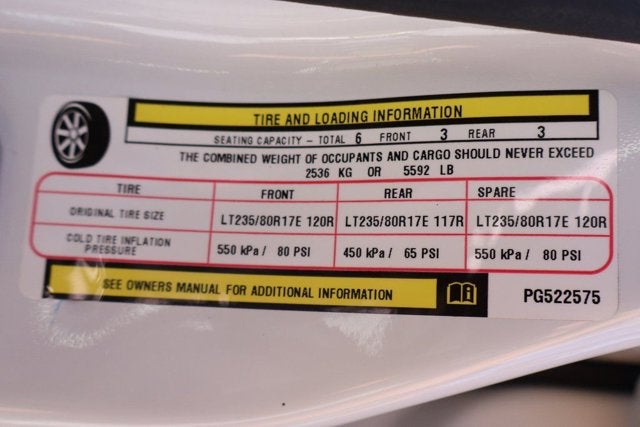 TIRE AND LOADING INFORMATION
SEATING CAPACITY – TOTAL 6 FRONT 3 REAR 3
THE COMBINED WEIGHT OF OCCUPANTS AND CARGO SHOULD NEVER EXCEED
2536 KG OR 5592 LB
TIRE FRONT REAR SPARE
ORIGINAL TIRE SIZE LT235/80R17E 120R LT235/80R17E 117R LT235/80R17E 120R
COLD TIRE INFLATION
PRESSURE 550 kPa / 80 PSI 450 kPa / 65 PSI 550 kPa / 80 PSI
SEE OWNERS MANUAL FOR ADDITIONAL INFORMATION
PG522575